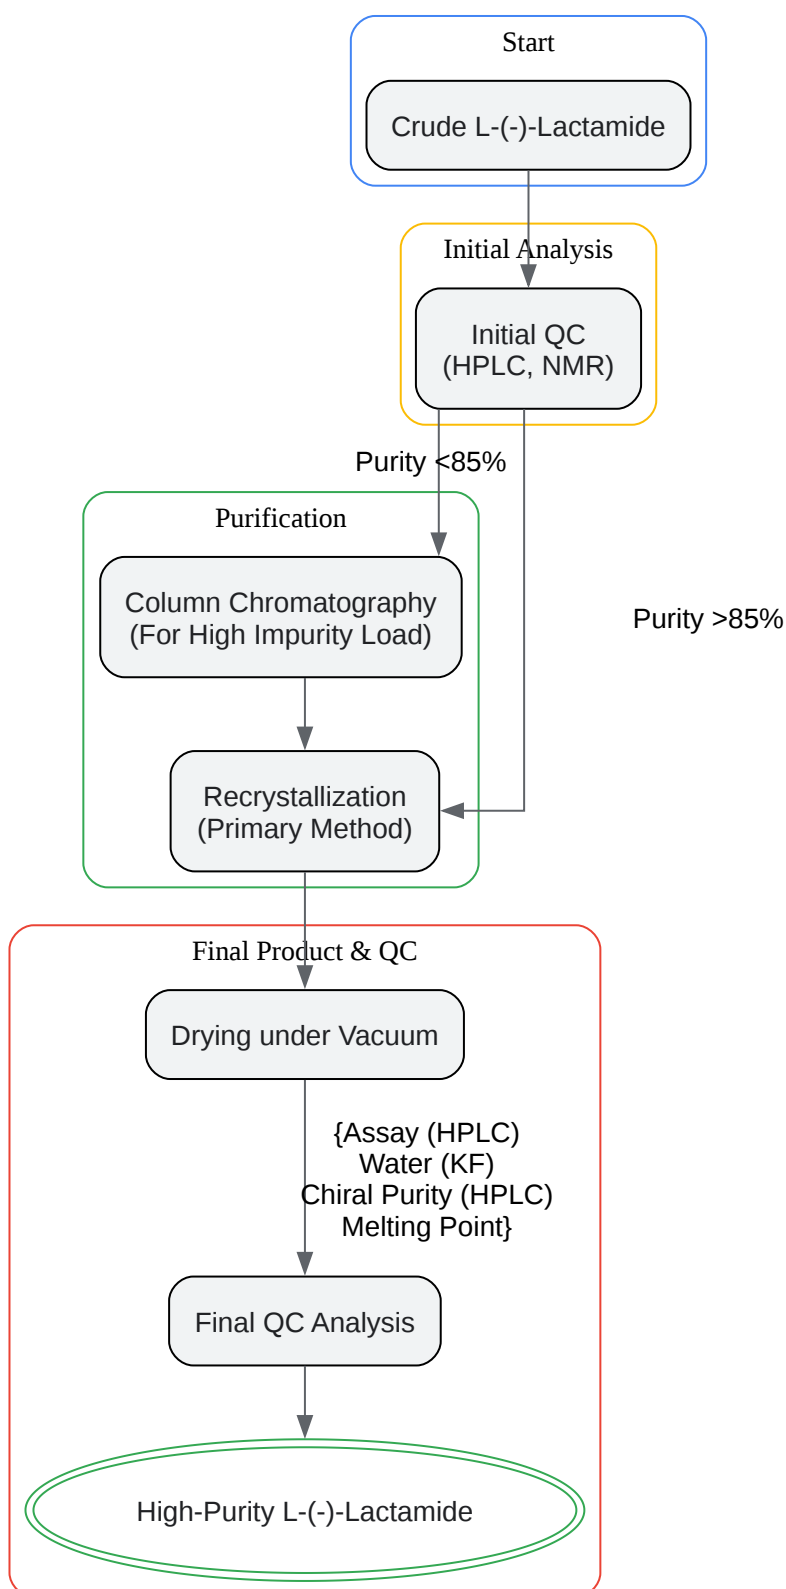 Start
Crude L-(-)-Lactamide
Initial Analysis
Initial QC
(HPLC, NMR)
Purity <85%
Purification
Column Chromatography
(For High Impurity Load)
Purity >85%
Recrystallization
(Primary Method)
Final Product & QC
Drying under Vacuum
{Assay (HPLC)
Water (KF)
Chiral Purity (HPLC)
Melting Point}
Final QC Analysis
High-Purity L-(-)-Lactamide